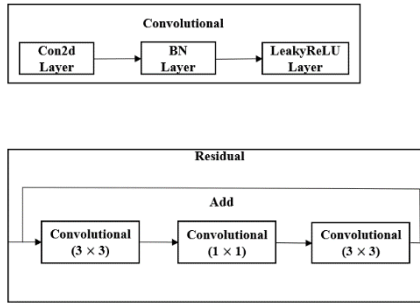 Convolutional
Con2d
Layer
BN
Layer
LeakyReLU
Layer
Residual
Add
Convolutional
(3 × 3)
Convolutional
(1 × 1)
Convolutional
(3 × 3)